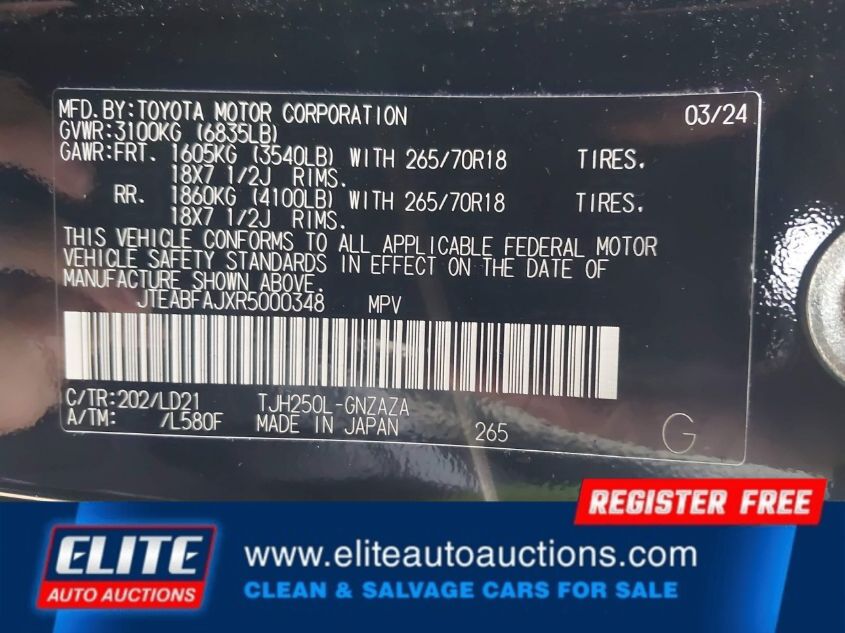 MFD.BY:TOYOTA MOTOR CORPORATION 03/24
GVWR:3100KG (6835LB)
GAWR:FRT. 1605KG (3540LB) WITH 265/70R18 TIRES.
18X7 1/2J RIMS.
RR. 1860KG (4100LB) WITH 265/70R18 TIRES.
18X7 1/2J RIMS.
THIS VEHICLE CONFORMS TO ALL APPLICABLE FEDERAL MOTOR
VEHICLE SAFETY STANDARDS IN EFFECT ON THE DATE OF
MANUFACTURE SHOWN ABOVE.
JTEABFAJXR5000348 MPV
C/TR:202/LD21 TJH250L-GNZAZA
A/TM: /L580F MADE IN JAPAN 265 G
REGISTER FREE
ELITE
AUTO AUCTIONS
www.eliteautoauctions.com
CLEAN & SALVAGE CARS FOR SALE